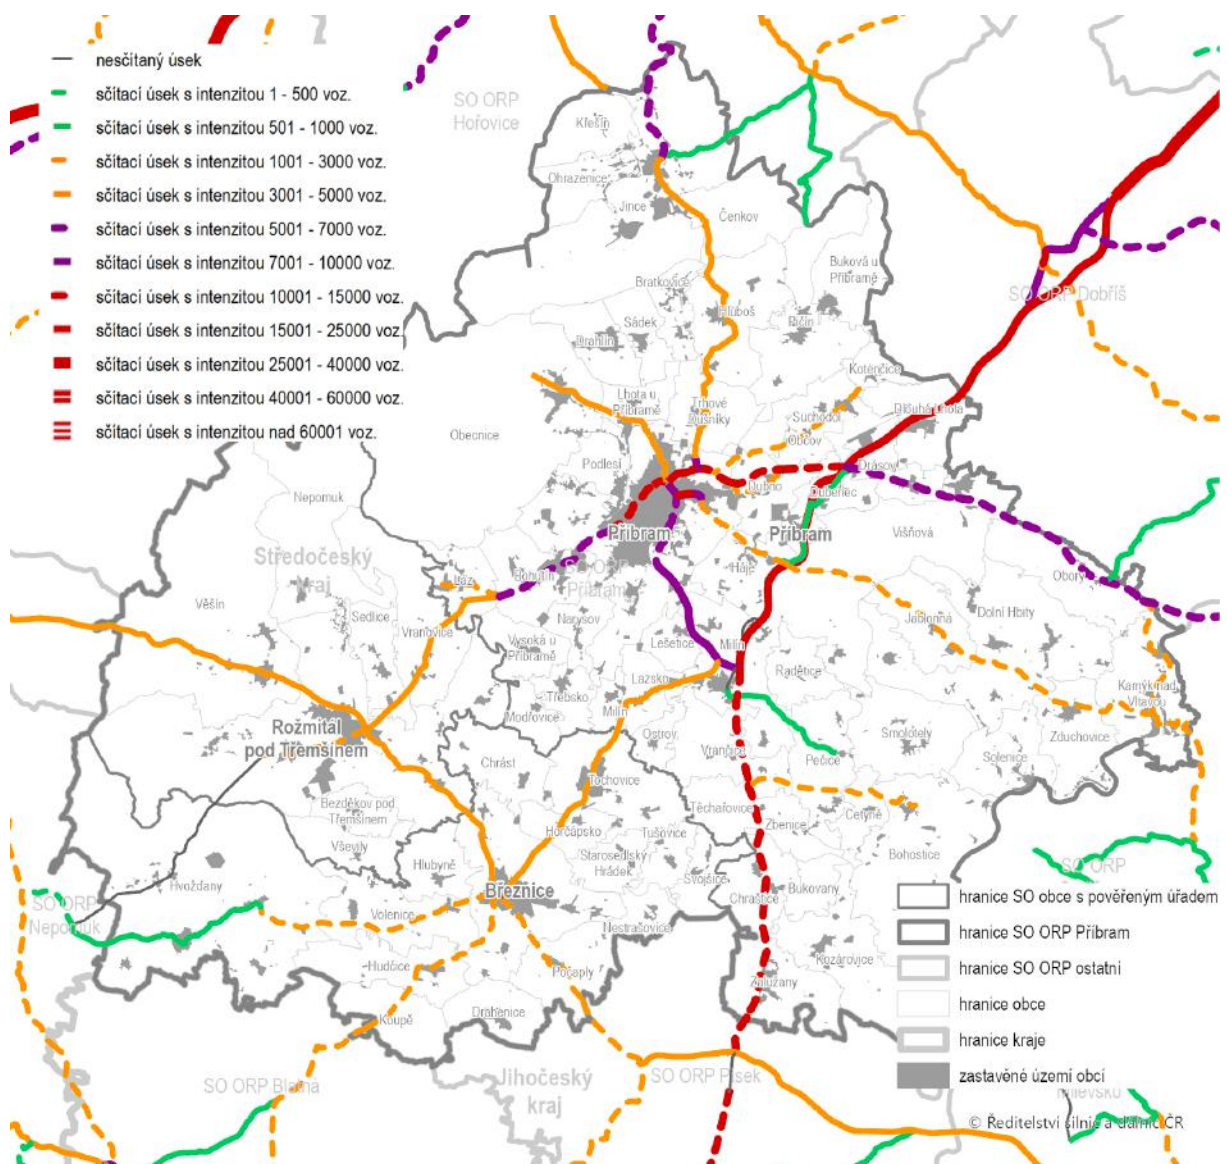 nesčítaný úsek
sčítací úsek s intenzitou 1 - 500 voz.
sčítací úsek s intenzitou 501 - 1000 voz.
sčítací úsek s intenzitou 1001 - 3000 voz.
sčítací úsek s intenzitou 3001 - 5000 voz.
sčítací úsek s intenzitou 5001 - 7000 voz.
sčítací úsek s intenzitou 7001 - 10000 voz.
sčítací úsek s intenzitou 10001 - 15000 voz.
sčítací úsek s intenzitou 15001 - 25000 voz.
sčítací úsek s intenzitou 25001 - 40000 voz.
sčítací úsek s intenzitou 40001 - 60000 voz.
sčítací úsek s intenzitou nad 60001 voz.
SO ORP
Hořovice
Křešín
Ohrazenice
Jince
Čenkov
Buková u
Příbramě
Bratkovice
Hluboš
Pičín
Sádek
Drahlín
SO ORP Dobříš
Kotenčice
Lhota u
Příbramě
Trhové
Dušníky
Suchodol
Dlouhá Lhota
Obecnice
Občov
Podlesí
Drásov
Nepomuk
Dubno
Dubenec
Příbram
Příbram
Višňová
Středočeský
kraj
Láz
Bohutín
SO ORP
Příbram
Háje
Obory
Věšín
Sedlice
Vranovice
Narysov
Dolní Hbity
Jablonná
Vysoká u
Příbramě
Lešetice
Milín
Radětice
Lazsko
Třebsko
Kamýk nad
Vltavou
Modřovice
Milín
Rožmitál
pod Třemšínem
Ostrov
Vrančice
Smolotely
Zduchovice
Chrást
Pečice
Solenice
Tochovice
Bezděkov pod
Třemšínem
Těchařovice
Horčápsko
Tušovice
Zbenice
Cetyně
Vševily
Starosedlský
Hrádek
Bohostice
Hlubyně
Svojšice
SO ORP
Hvožďany
Březnice
Bukovany
Chraštice
SO ORP
Nepomuk
Volenice
Nestrašovice
Kozárovice
Hudčice
Počaply
Zalužany
Drahenice
Koupě
SO ORP Blatná
Jihočeský
kraj
SO ORP Písek
hranice SO obce s pověřeným úřadem
hranice SO ORP Příbram
hranice SO ORP ostatní
hranice obce
hranice kraje
zastavěné území obcí
Milevsko
© Ředitelství silnic a dálnic ČR